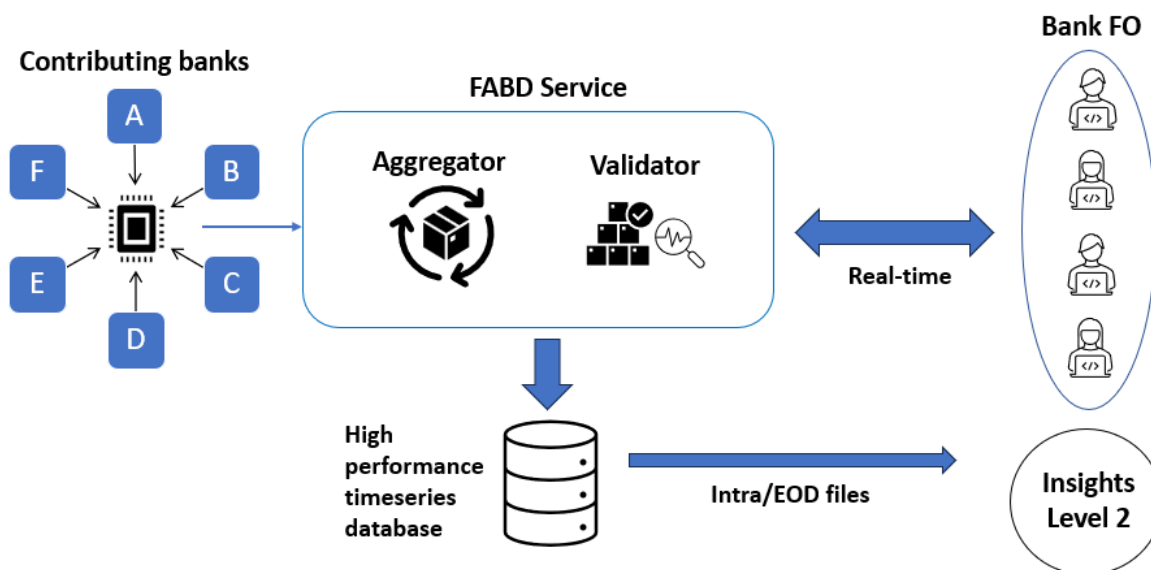 Bank FO
Contributing banks
FABD Service
A
F
B
E
C
D
Aggregator
Validator
</>
</>
</>
</>
Real-time
High
performance
timeseries
database
Intra/EOD files
Insights
Level 2